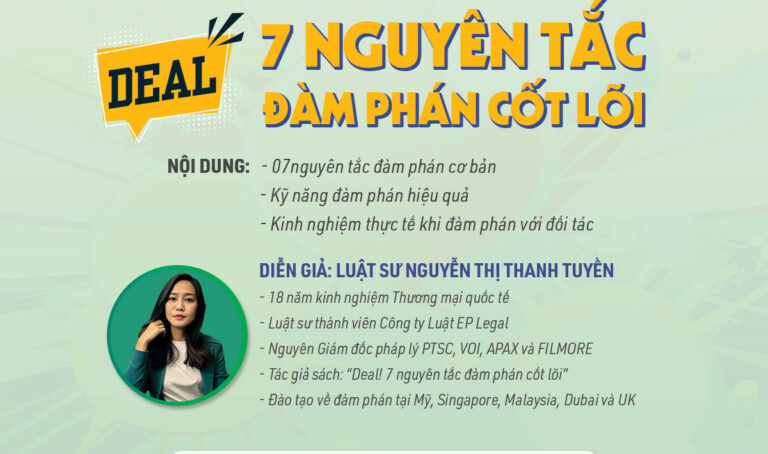 DEAL
7 NGUYÊN TẮC
ĐÀM PHÁN CỐT LÕI
NỘI DUNG: - 07nguyên tắc đàm phán cơ bản
- Kỹ năng đàm phán hiệu quả
- Kinh nghiệm thực tế khi đàm phán với đối tác
DIỄN GIẢ: LUẬT SƯ NGUYỄN THỊ THANH TUYỀN
- 18 năm kinh nghiệm Thương mại quốc tế
- Luật sư thành viên Công ty Luật EP Legal
- Nguyên Giám đốc pháp lý PTSC, VOI, APAX và FILMORE
- Tác giả sách: “Deal! 7 nguyên tắc đàm phán cốt lõi”
- Đào tạo về đàm phán tại Mỹ, Singapore, Malaysia, Dubai và UK